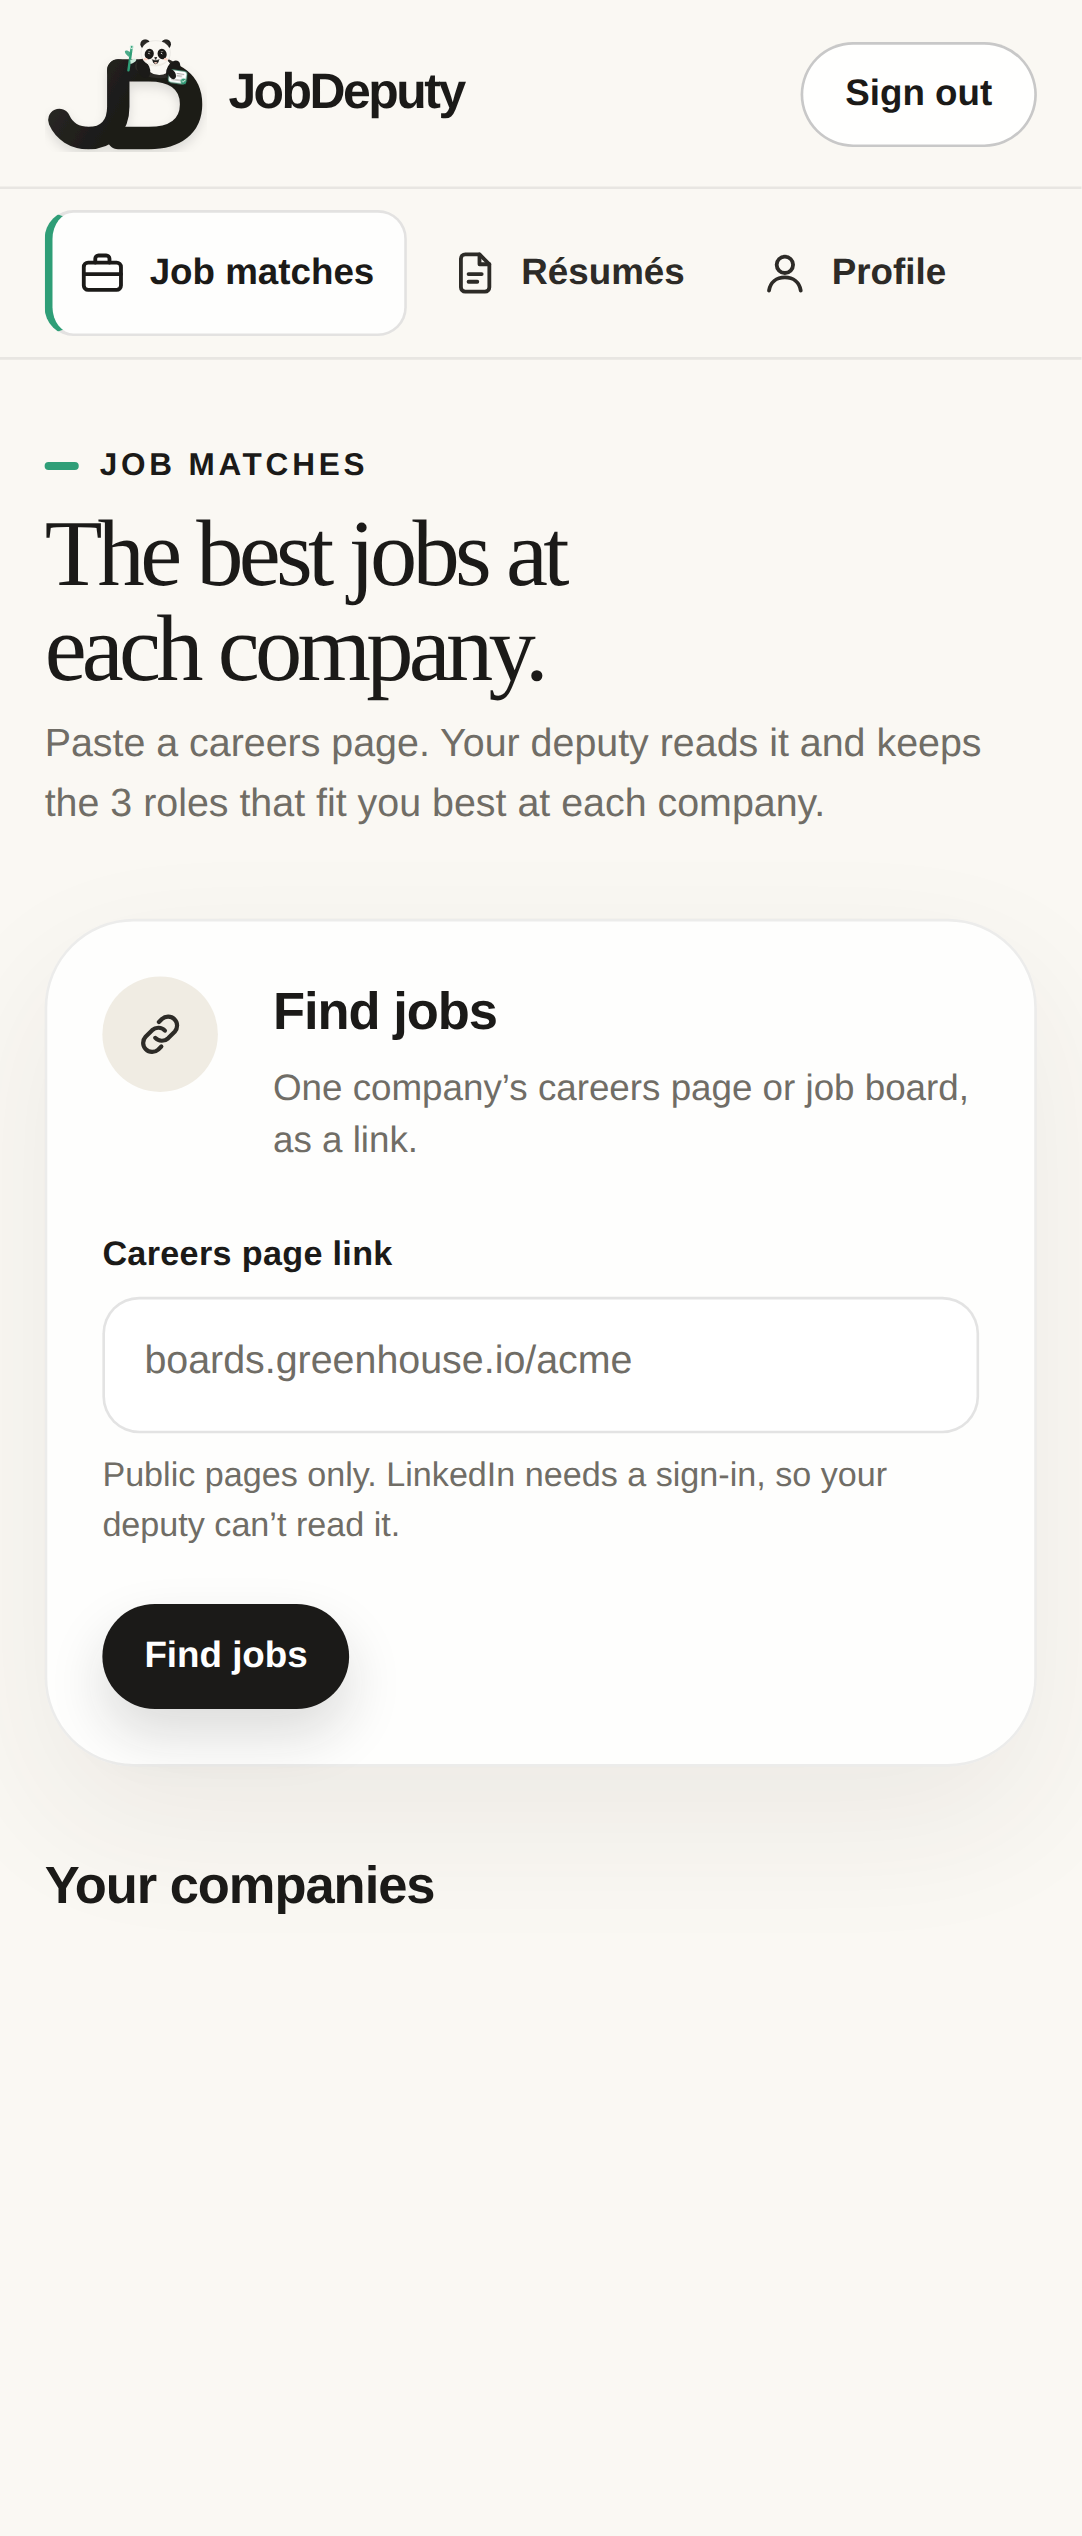 JobDeputy
Sign out
Job matches
Résumés
Profile
JOB MATCHES
The best jobs at
each company.
Paste a careers page. Your deputy reads it and keeps
the 3 roles that fit you best at each company.
Find jobs
One company’s careers page or job board,
as a link.
Careers page link
boards.greenhouse.io/acme
Public pages only. LinkedIn needs a sign-in, so your
deputy can’t read it.
Find jobs
Your companies